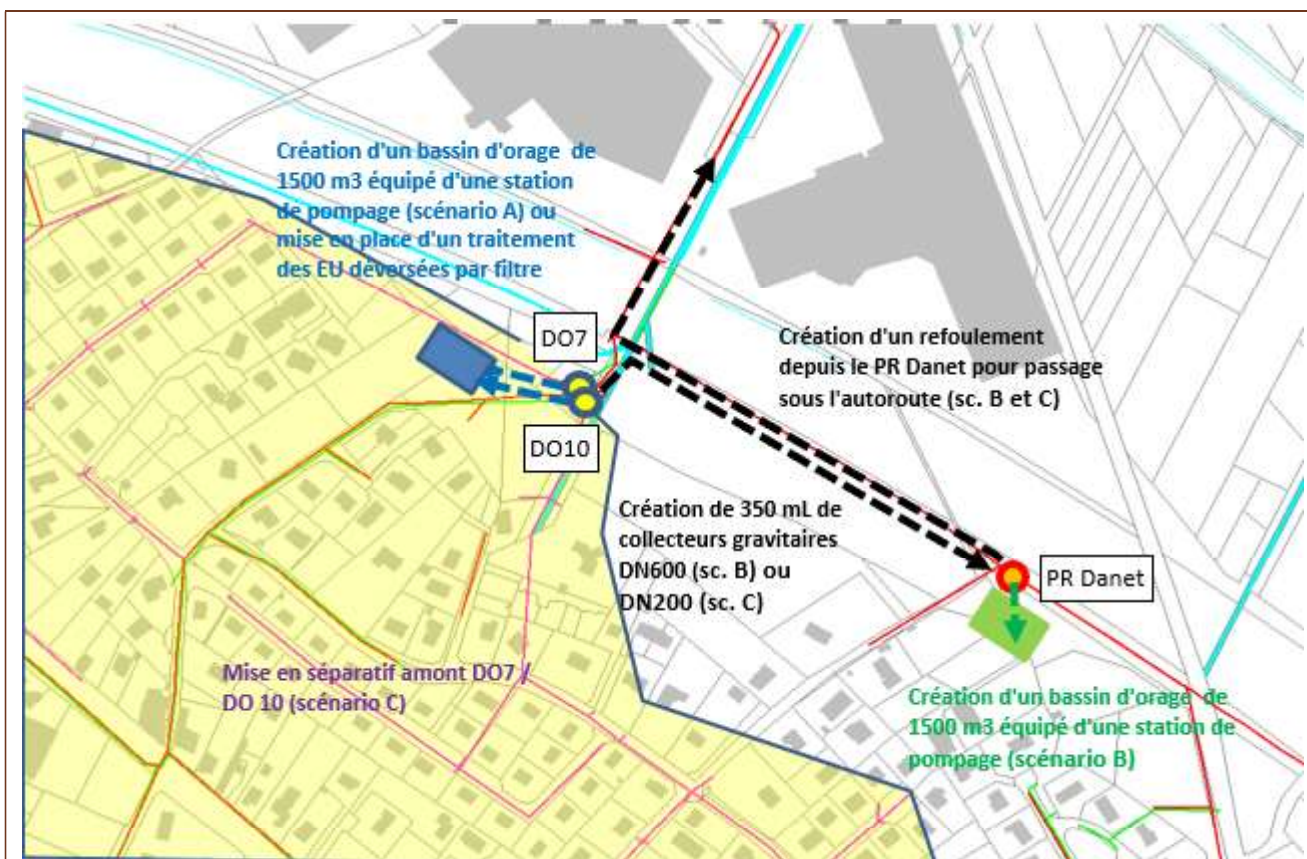 Création d'un bassin d'orage de
1500 m3 équipé d'une station
de pompage (scénario A) ou
mise en place d'un traitement
des EU déversées par filtre
DO7
DO10
Création d'un refoulement
depuis le PR Danet pour passage
sous l'autoroute (sc. B et C)
Création de 350 mL de
collecteurs gravitaires
DN600 (sc. B) ou
DN200 (sc. C)
PR Danet
Mise en séparatif amont DO7 /
DO 10 (scénario C)
Création d'un bassin d'orage de
1500 m3 équipé d'une station de
pompage (scénario B)